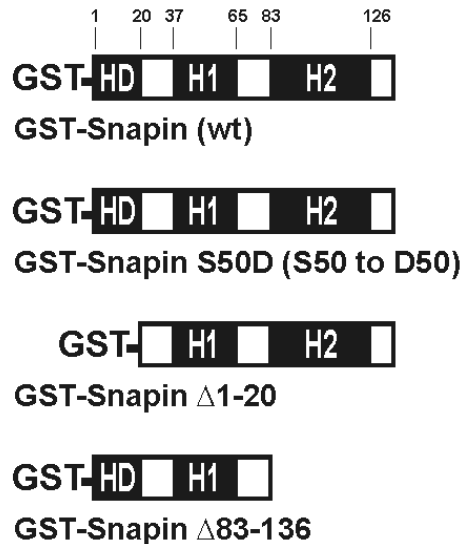 1 20 37 65 83 126
GST- HD H1 H2
GST-Snapin (wt)
GST- HD H1 H2
GST-Snapin S50D (S50 to D50)
GST- H1 H2
GST-Snapin Δ1-20
GST- HD H1
GST-Snapin Δ83-136